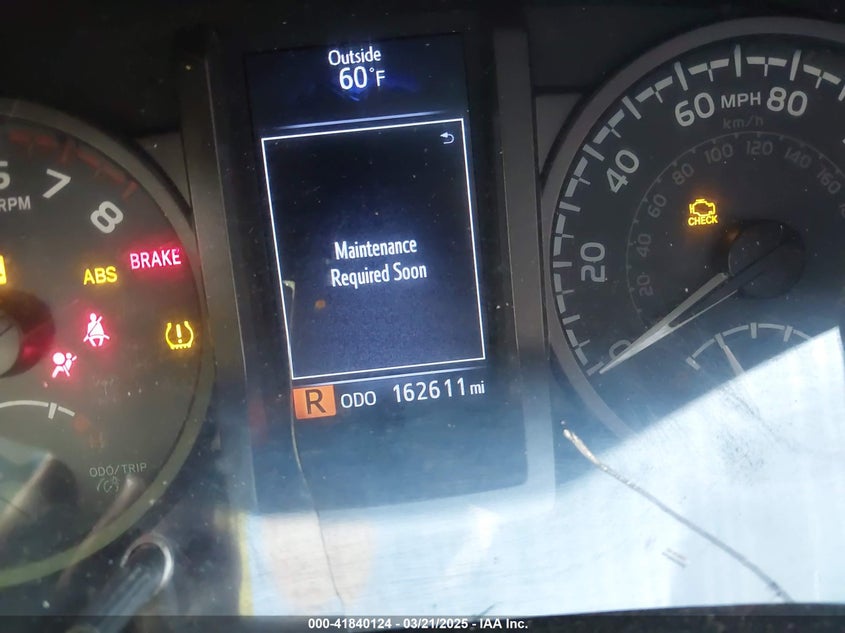 Outside
60°F
Maintenance
Required Soon
R ODO 162611 mi
7
8
RPM
ABS
BRAKE
ODO/TRIP
0
20
40
60 MPH 80
km/h
20
40
60
80
100
120
140
160
CHECK
000-41840124 - 03/21/2025 - IAA Inc.